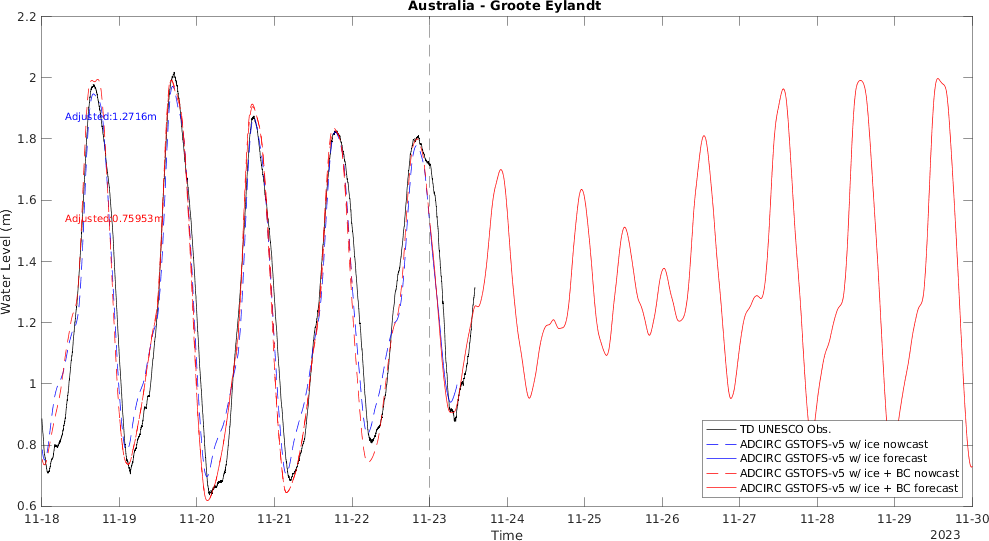 Australia - Groote Eylandt
2.2
2
1.8
1.6
1.4
1.2
1
0.8
0.6
Water Level (m)
Adjusted:1.2716m
Adjusted:0.75953m
TD UNESCO Obs.
ADCIRC GSTOFS-v5 w/ ice nowcast
ADCIRC GSTOFS-v5 w/ ice forecast
ADCIRC GSTOFS-v5 w/ ice + BC nowcast
ADCIRC GSTOFS-v5 w/ ice + BC forecast
11-18 11-19 11-20 11-21 11-22 11-23 11-24 11-25 11-26 11-27 11-28 11-29 11-30
Time
2023